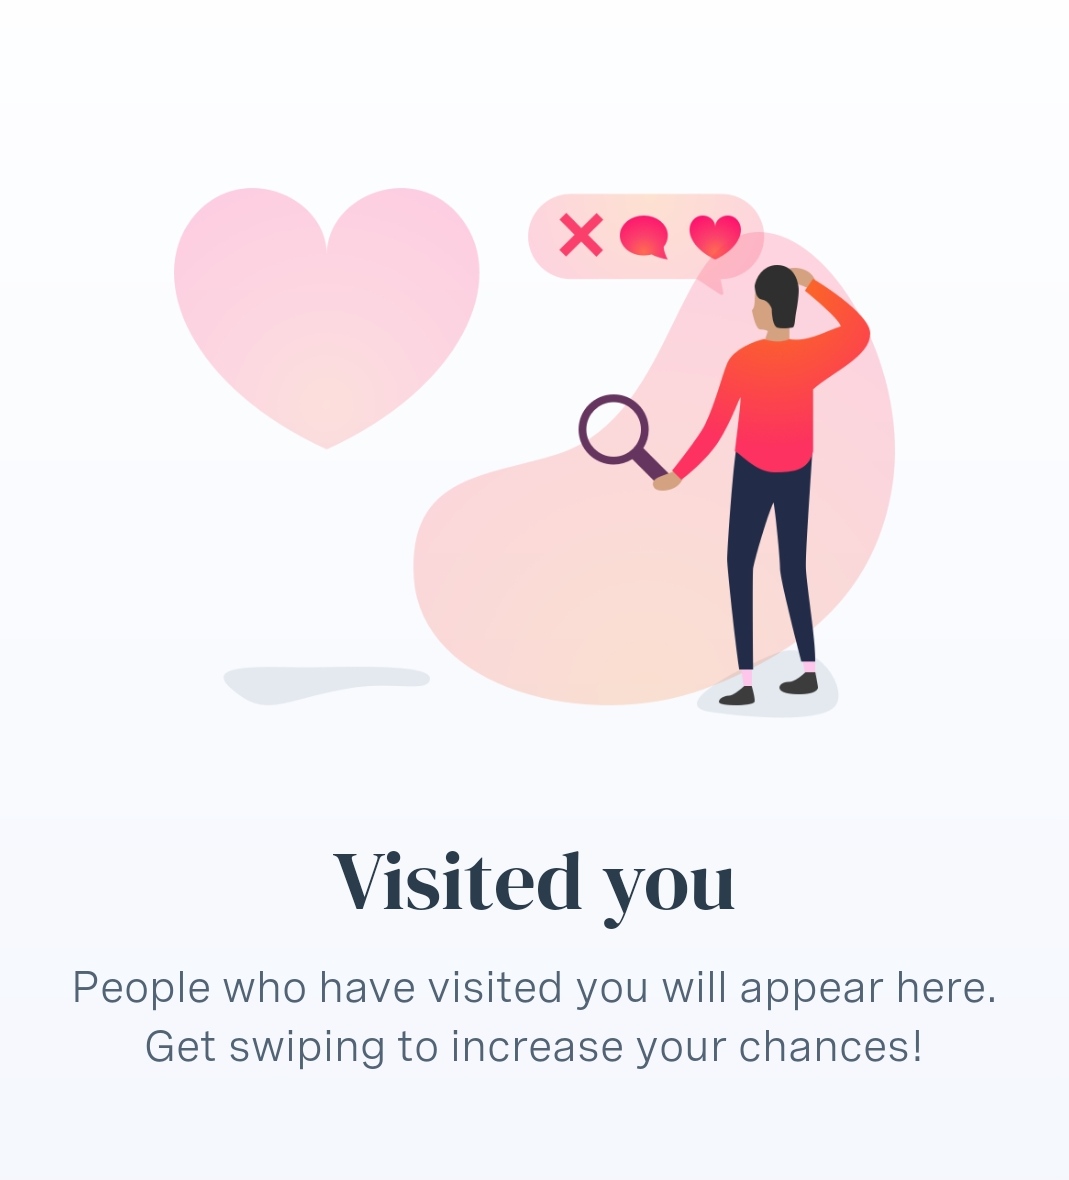 Visited you
People who have visited you will appear here.
Get swiping to increase your chances!